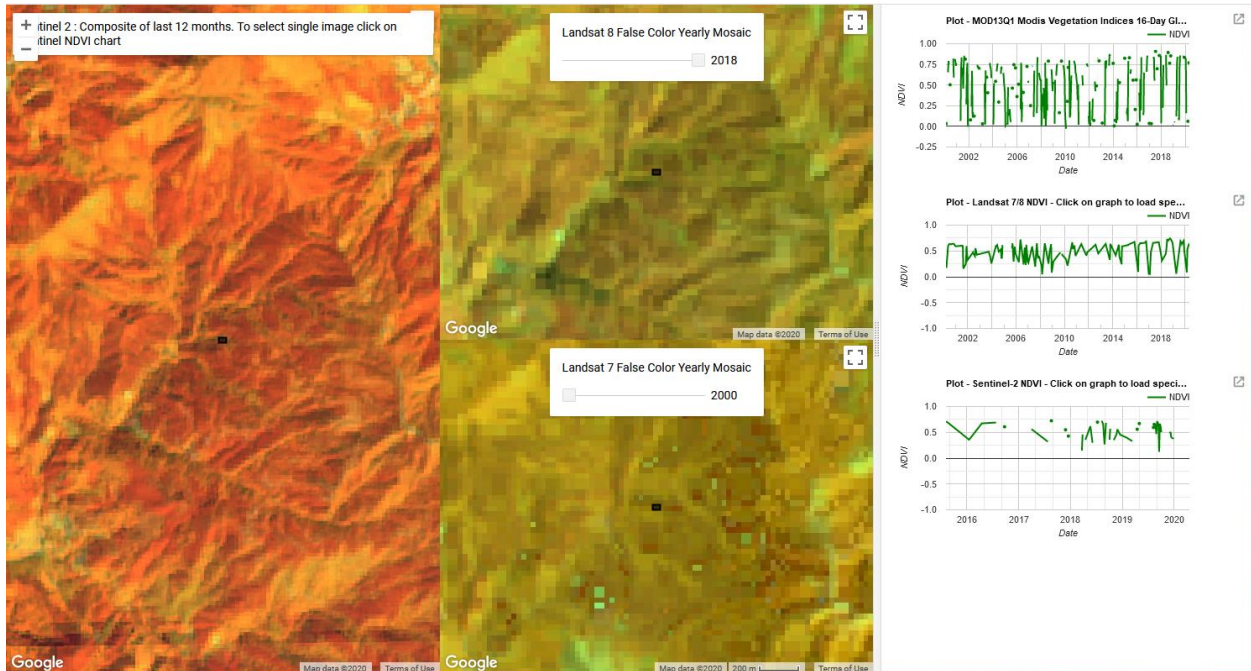 +
−
ntinel 2 : Composite of last 12 months. To select single image click on
ntinel NDVI chart
Google
Map data ©2020 Terms of Use
Landsat 8 False Color Yearly Mosaic
2018
Google
Map data ©2020 Terms of Use
Landsat 7 False Color Yearly Mosaic
2000
Google
Map data ©2020 200 m Terms of Use
Plot - MOD13Q1 Modis Vegetation Indices 16-Day Gl...
NDVI
1.00
0.75
0.50
0.25
0.00
-0.25
NDVI
2002 2006 2010 2014 2018
Date
Plot - Landsat 7/8 NDVI - Click on graph to load spe...
NDVI
1.0
0.5
0.0
-0.5
-1.0
NDVI
2002 2006 2010 2014 2018
Date
Plot - Sentinel-2 NDVI - Click on graph to load speci...
NDVI
1.0
0.5
0.0
-0.5
-1.0
NDVI
2016 2017 2018 2019 2020
Date